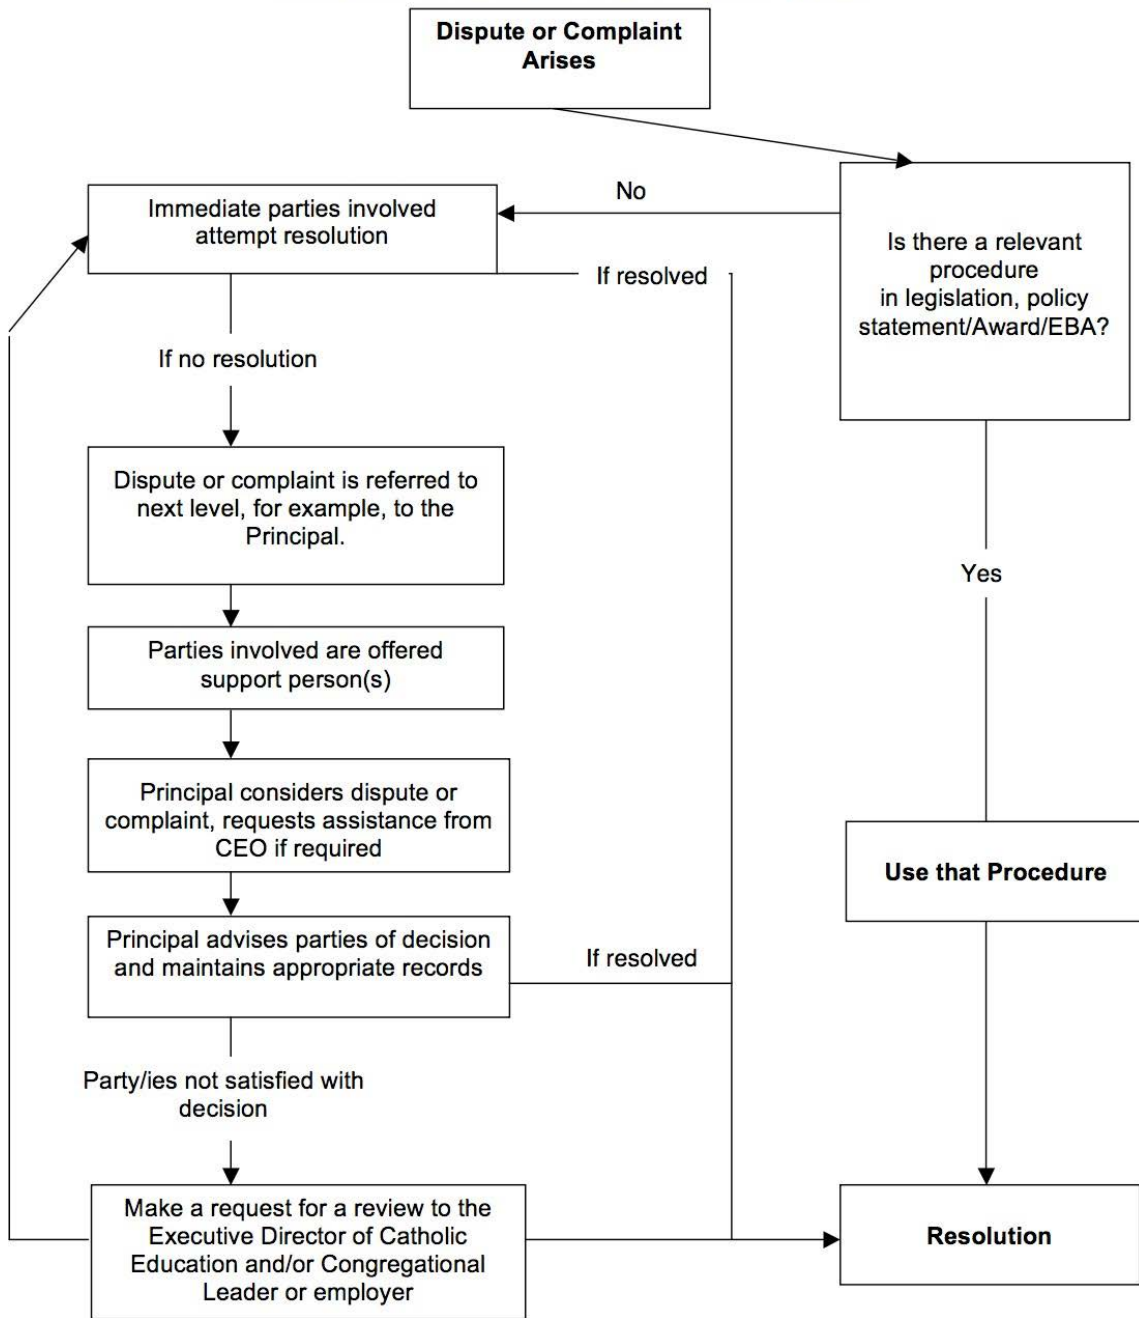 Dispute or Complaint
Arises
No
Immediate parties involved
attempt resolution
Is there a relevant
procedure
in legislation, policy
statement/Award/EBA?
If resolved
If no resolution
Dispute or complaint is referred to
next level, for example, to the
Principal.
Yes
Parties involved are offered
support person(s)
Principal considers dispute or
complaint, requests assistance from
CEO if required
Use that Procedure
Principal advises parties of decision
and maintains appropriate records
If resolved
Party/ies not satisfied with
decision
Make a request for a review to the
Executive Director of Catholic
Education and/or Congregational
Leader or employer
Resolution